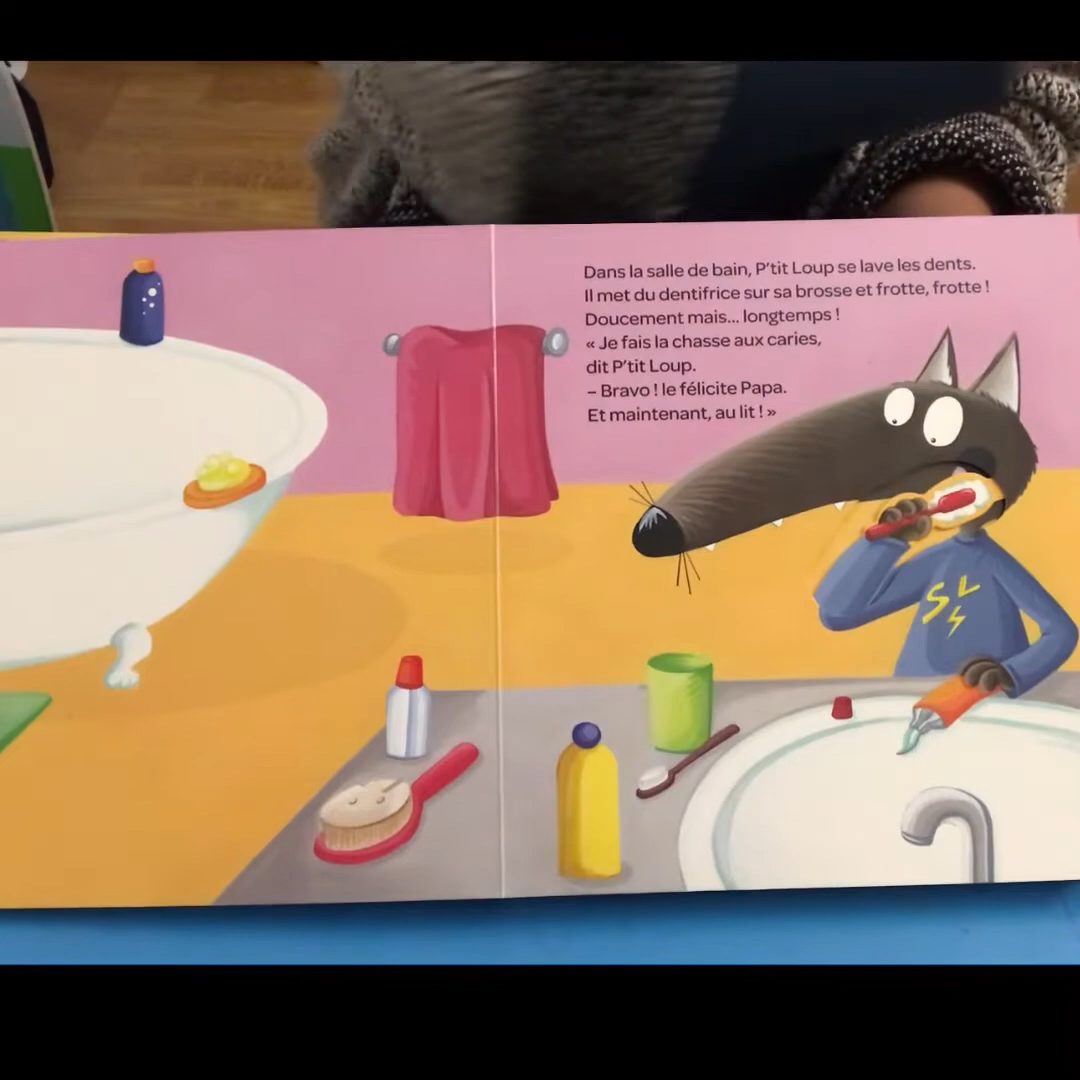 Dans la salle de bain, P'tit Loup se lave les dents.
Il met du dentifrice sur sa brosse et frotte, frotte !
Doucement mais... longtemps !
« Je fais la chasse aux caries,
dit P'tit Loup.
– Bravo ! le félicite Papa.
Et maintenant, au lit ! »
SL